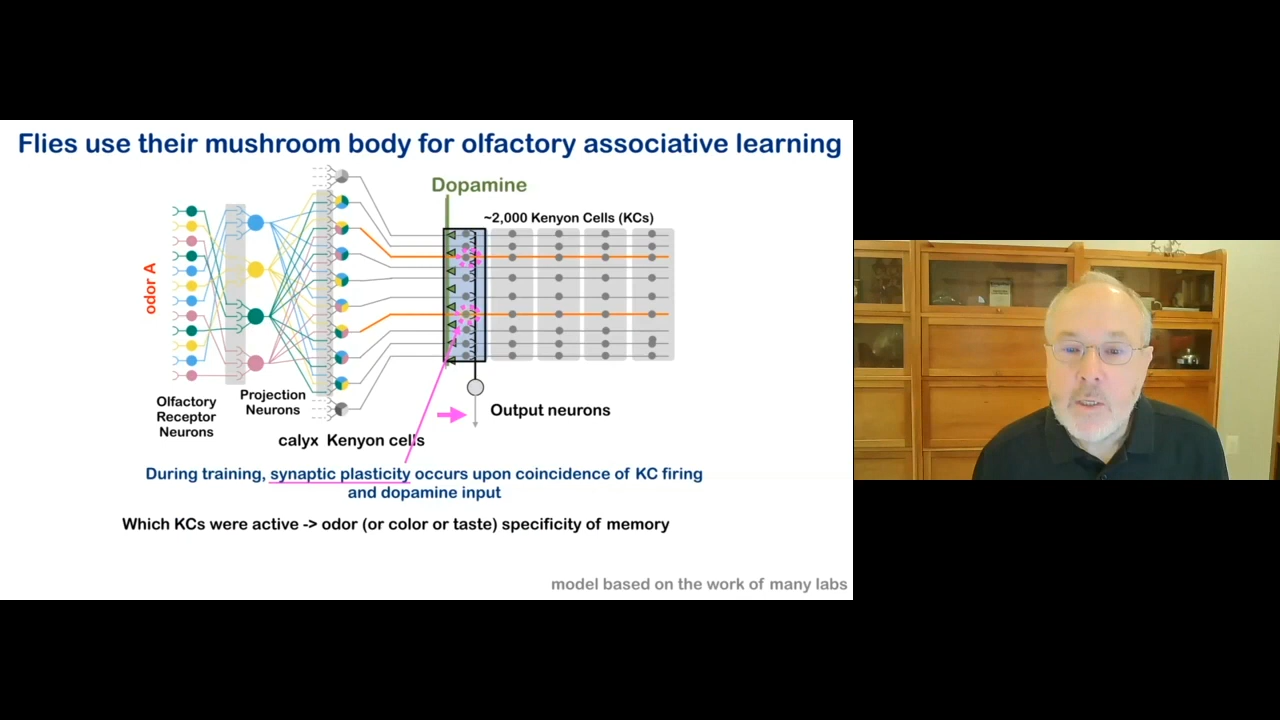 Flies use their mushroom body for olfactory associative learning
Dopamine
~2,000 Kenyon Cells (KCs)
odor A
Olfactory
Receptor
Neurons
Projection
Neurons
calyx Kenyon cells
Output neurons
During training, synaptic plasticity occurs upon coincidence of KC firing
and dopamine input
Which KCs were active -> odor (or color or taste) specificity of memory
model based on the work of many labs